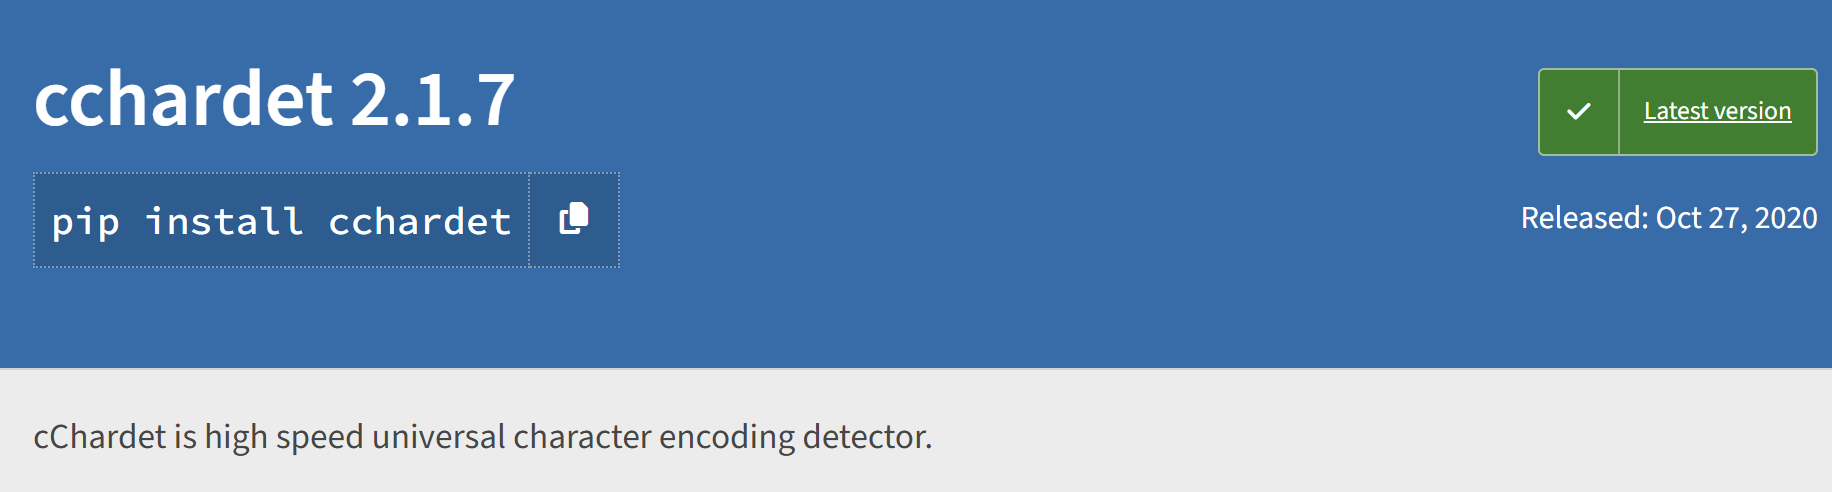 cchardet 2.1.7
Latest version
pip install cchardet
Released: Oct 27, 2020
cChardet is high speed universal character encoding detector.